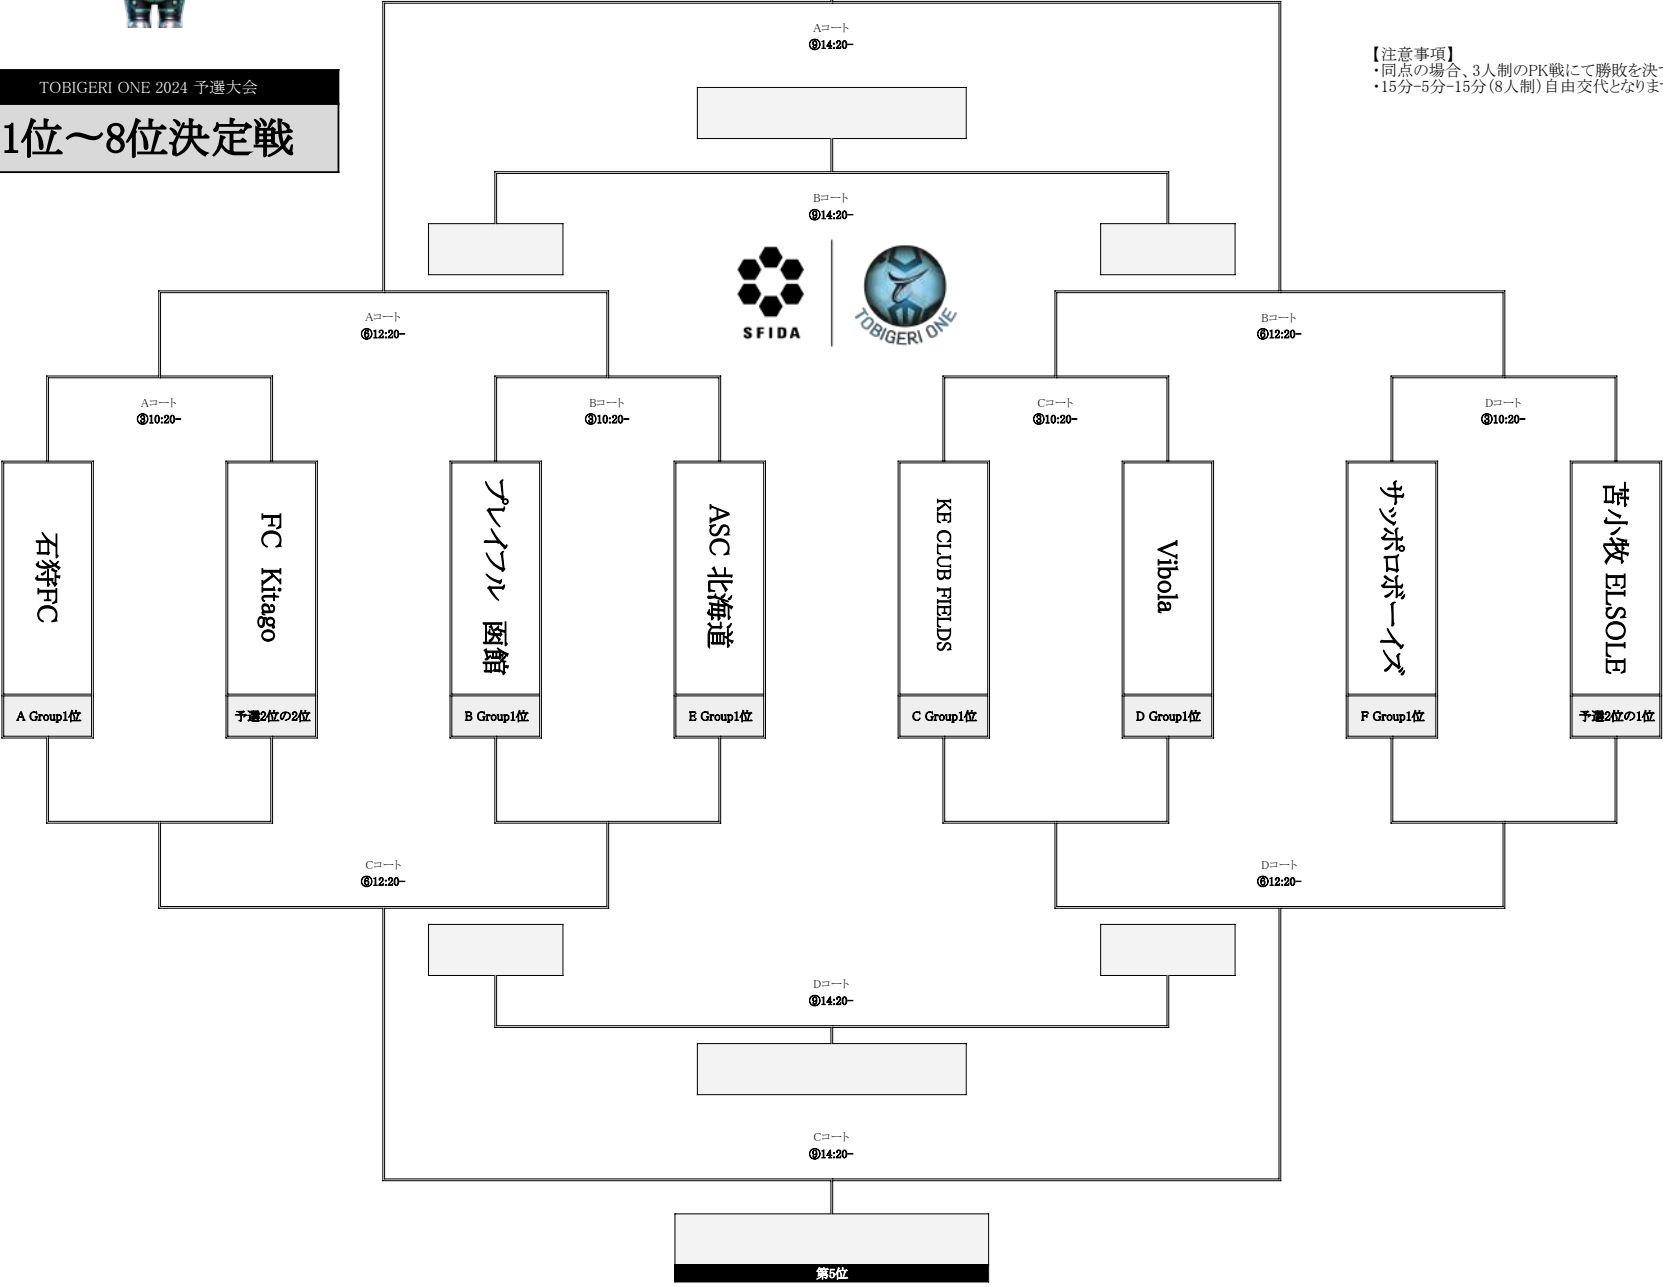 Aコート
⑨14:20-
【注意事項】
・同点の場合、3人制のPK戦にて勝敗を決
・15分-5分-15分(8人制)自由交代となりま
TOBIGERI ONE 2024 予選大会
1位～8位決定戦
Bコート
⑨14:20-
SFIDA
TOBIGERI ONE
Aコート
⑥12:20-
Bコート
⑥12:20-
Aコート
③10:20-
Bコート
③10:20-
Cコート
③10:20-
Dコート
③10:20-
石狩FC
FC Kitago
プレイフル 函館
ASC 北海道
KE CLUB FIELDS
Vibola
サッポロボーイズ
苫小牧 ELSOLE
A Group1位
予選2位の2位
B Group1位
E Group1位
C Group1位
D Group1位
F Group1位
予選2位の1位
Cコート
⑥12:20-
Dコート
⑥12:20-
Dコート
⑨14:20-
Cコート
⑨14:20-
第5位